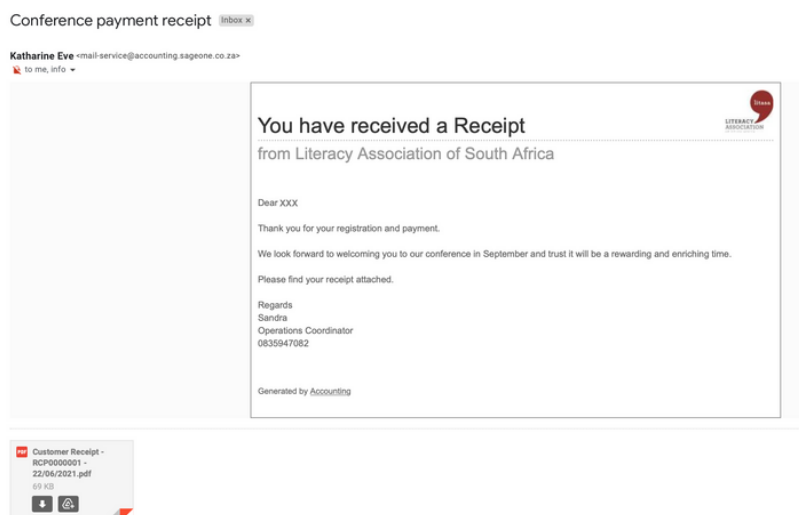 Conference payment receipt Inbox x
Katharine Eve <mail-service@accounting.sageone.co.za>
to me, info
litasa
LITERACY
ASSOCIATION
You have received a Receipt
from Literacy Association of South Africa
Dear XXX
Thank you for your registration and payment.
We look forward to welcoming you to our conference in September and trust it will be a rewarding and enriching time.
Please find your receipt attached.
Regards
Sandra
Operations Coordinator
0835947082
Generated by Accounting
PDF Customer Receipt -
RCP0000001 -
22/06/2021.pdf
69 KB